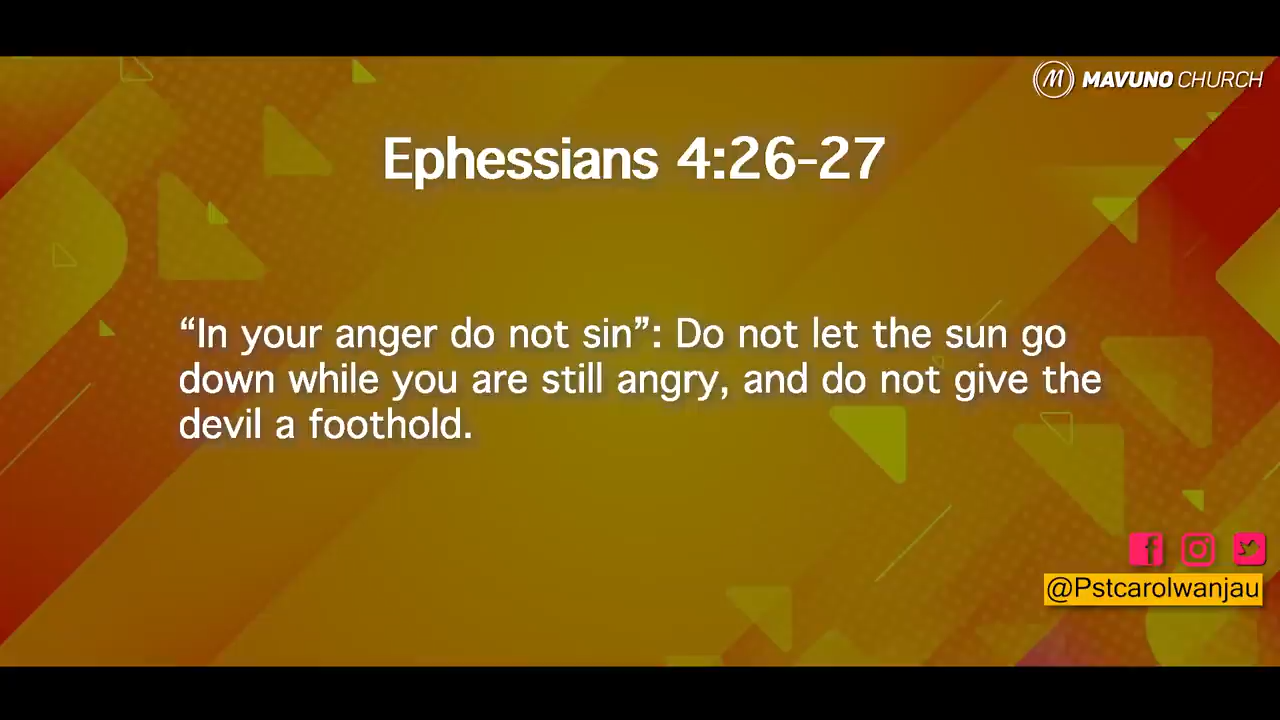 MAVUNO CHURCH
Ephessians 4:26-27
“In your anger do not sin”: Do not let the sun go
down while you are still angry, and do not give the
devil a foothold.
@Pstcarolwanjau